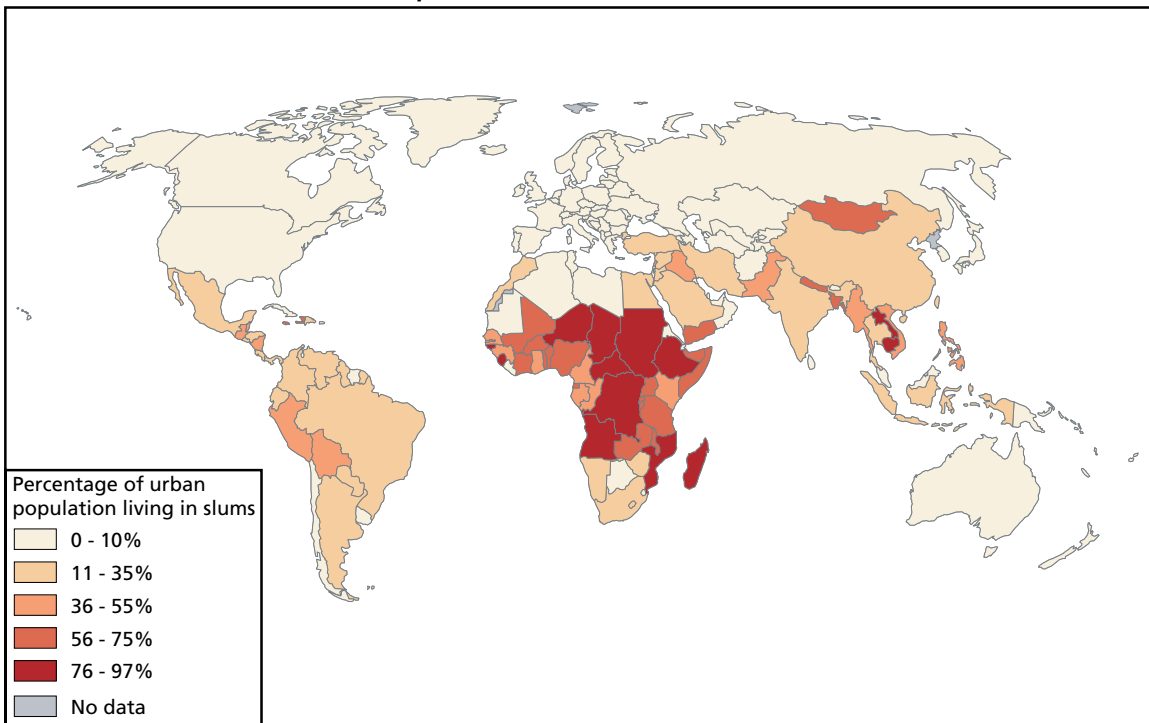 Percentage of urban
population living in slums
0 - 10%
11 - 35%
36 - 55%
56 - 75%
76 - 97%
No data